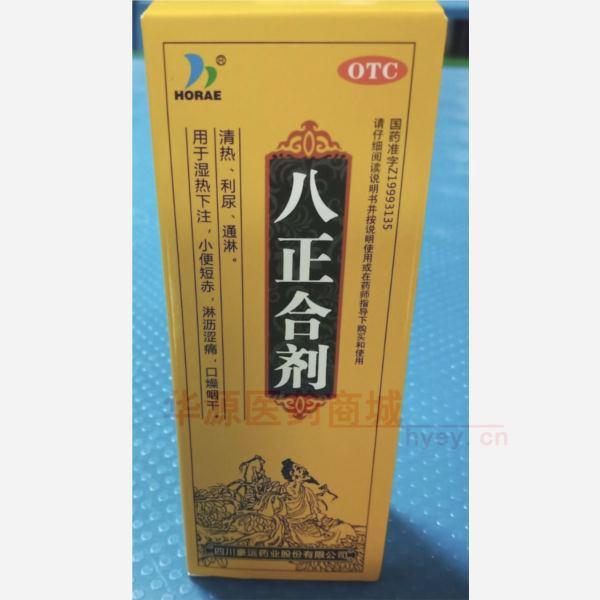 HORAE
®
OTC
国药准字Z19993135
请仔细阅读说明书并按说明使用或在药师指导下购买和使用
八正合剂
清热、利尿、通淋。
用于湿热下注，小便短赤，淋沥涩痛，口燥咽干
华源医药商城
hysy.cn
四川豪运药业股份有限公司